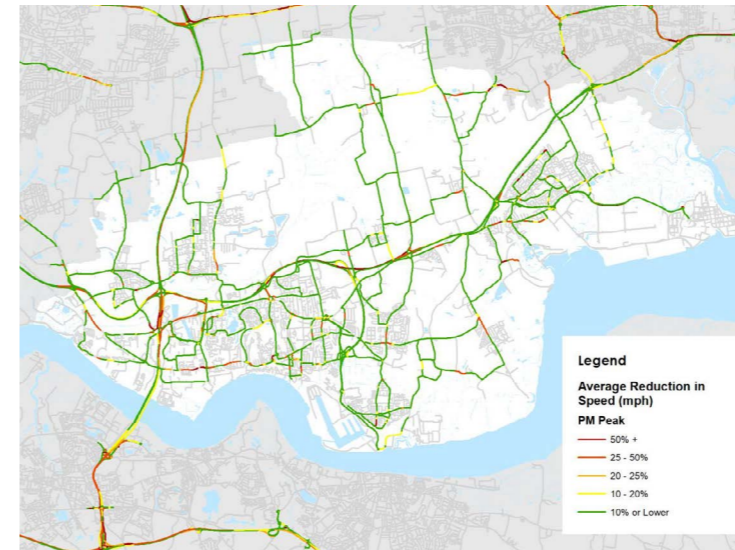 Legend
Average Reduction in
Speed (mph)
PM Peak
50% +
25 - 50%
20 - 25%
10 - 20%
10% or Lower